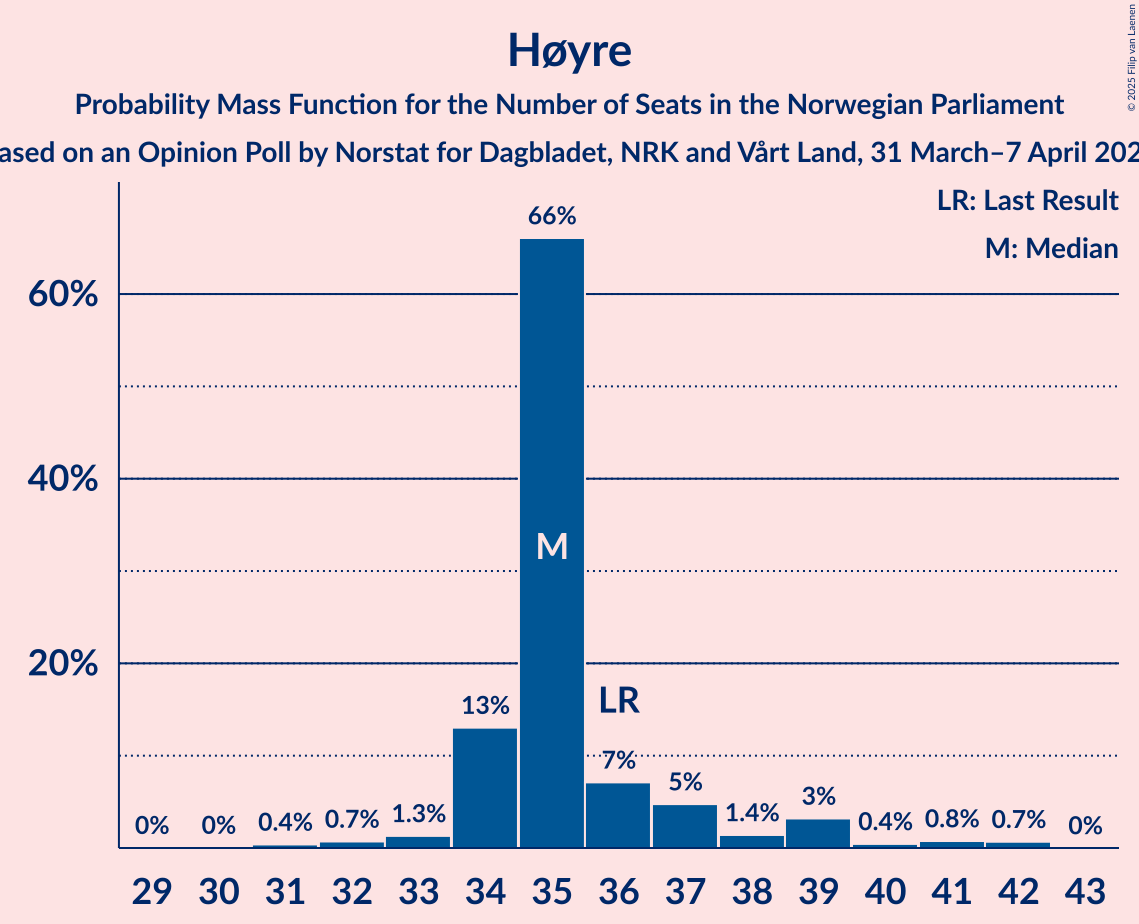 Høyre
Probability Mass Function for the Number of Seats in the Norwegian Parliament
ased on an Opinion Poll by Norstat for Dagbladet, NRK and Vårt Land, 31 March–7 April 202
© 2025 Filip van Laenen
LR: Last Result
M: Median
60%
40%
20%
0% 0% 0.4% 0.7% 1.3% 13% 66% 7% 5% 1.4% 3% 0.4% 0.8% 0.7% 0%
M
LR
29 30 31 32 33 34 35 36 37 38 39 40 41 42 43